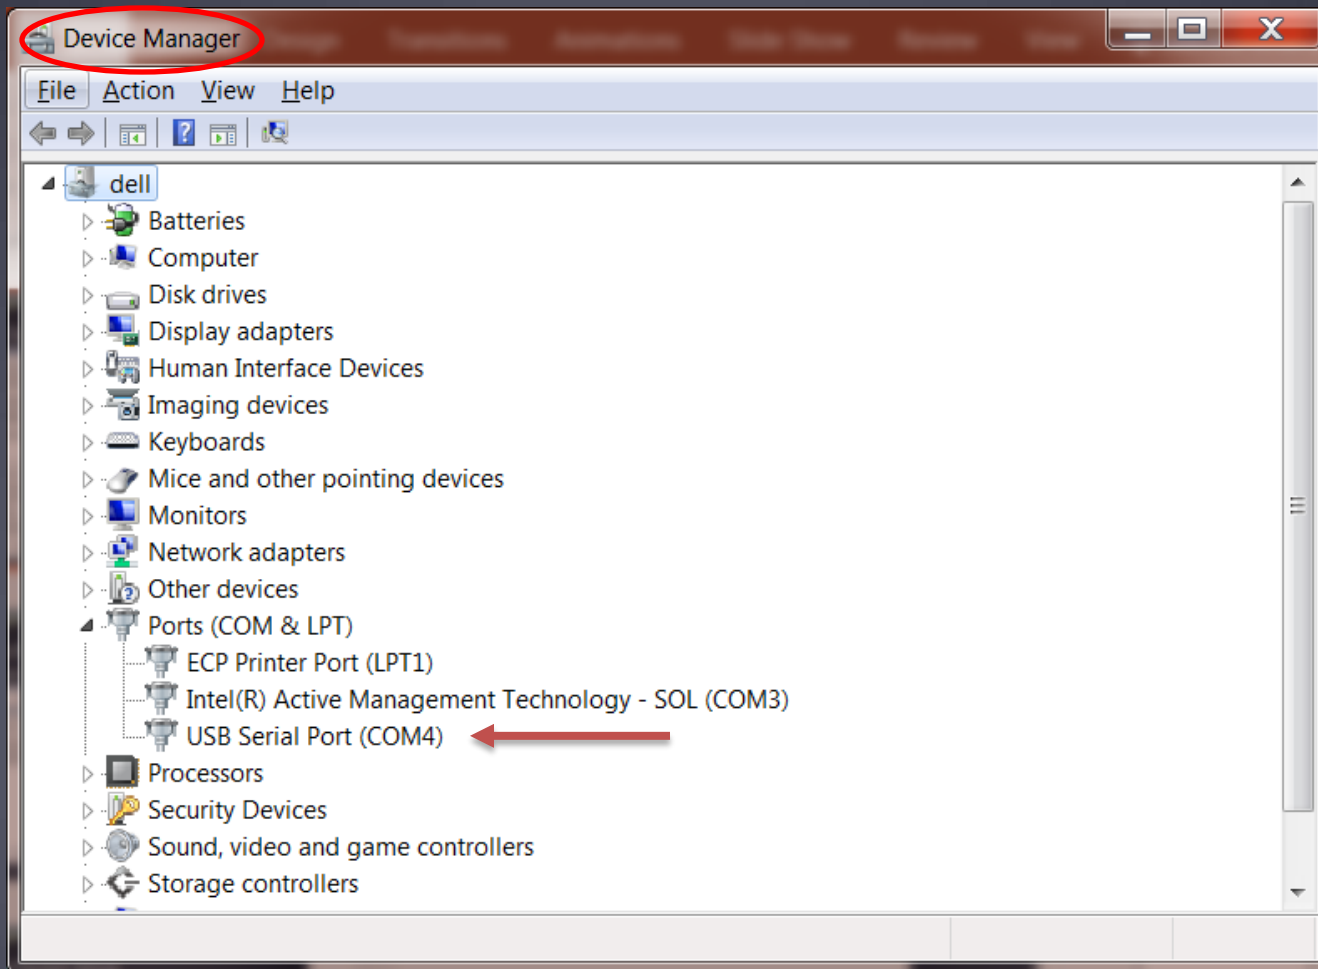 Device Manager
File Action View Help
dell
Batteries
Computer
Disk drives
Display adapters
Human Interface Devices
Imaging devices
Keyboards
Mice and other pointing devices
Monitors
Network adapters
Other devices
Ports (COM & LPT)
ECP Printer Port (LPT1)
Intel(R) Active Management Technology - SOL (COM3)
USB Serial Port (COM4)
Processors
Security Devices
Sound, video and game controllers
Storage controllers